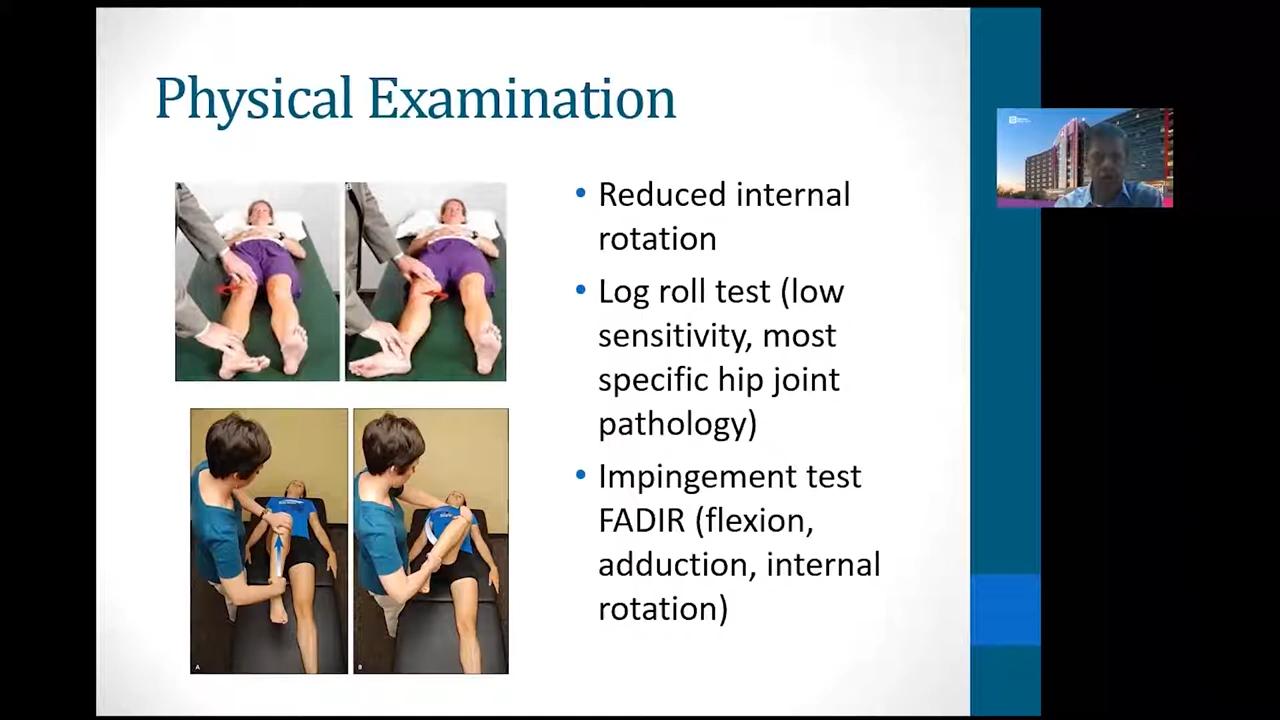 Physical Examination
• Reduced internal
rotation
• Log roll test (low
sensitivity, most
specific hip joint
pathology)
• Impingement test
FADIR (flexion,
adduction, internal
rotation)
A
B